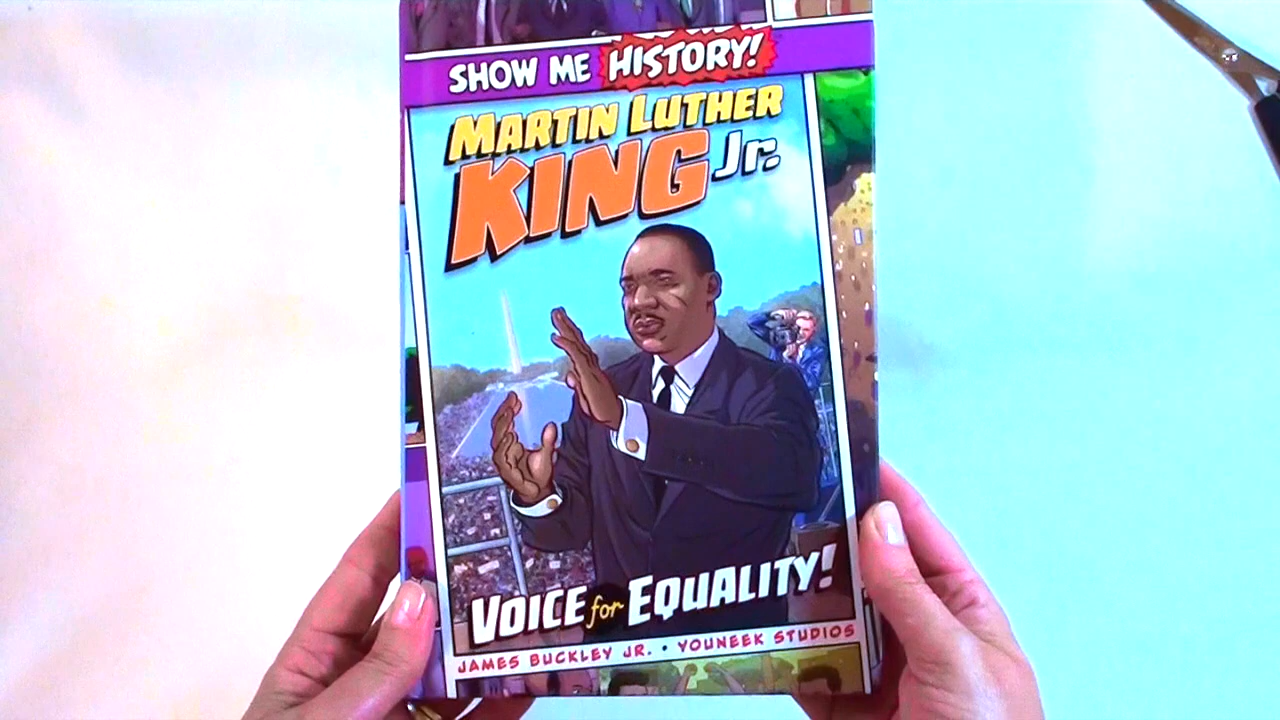 SHOW ME HISTORY!
MARTIN LUTHER
KING Jr.
VOICE for EQUALITY!
JAMES BUCKLEY JR. • YOUNEEK STUDIOS